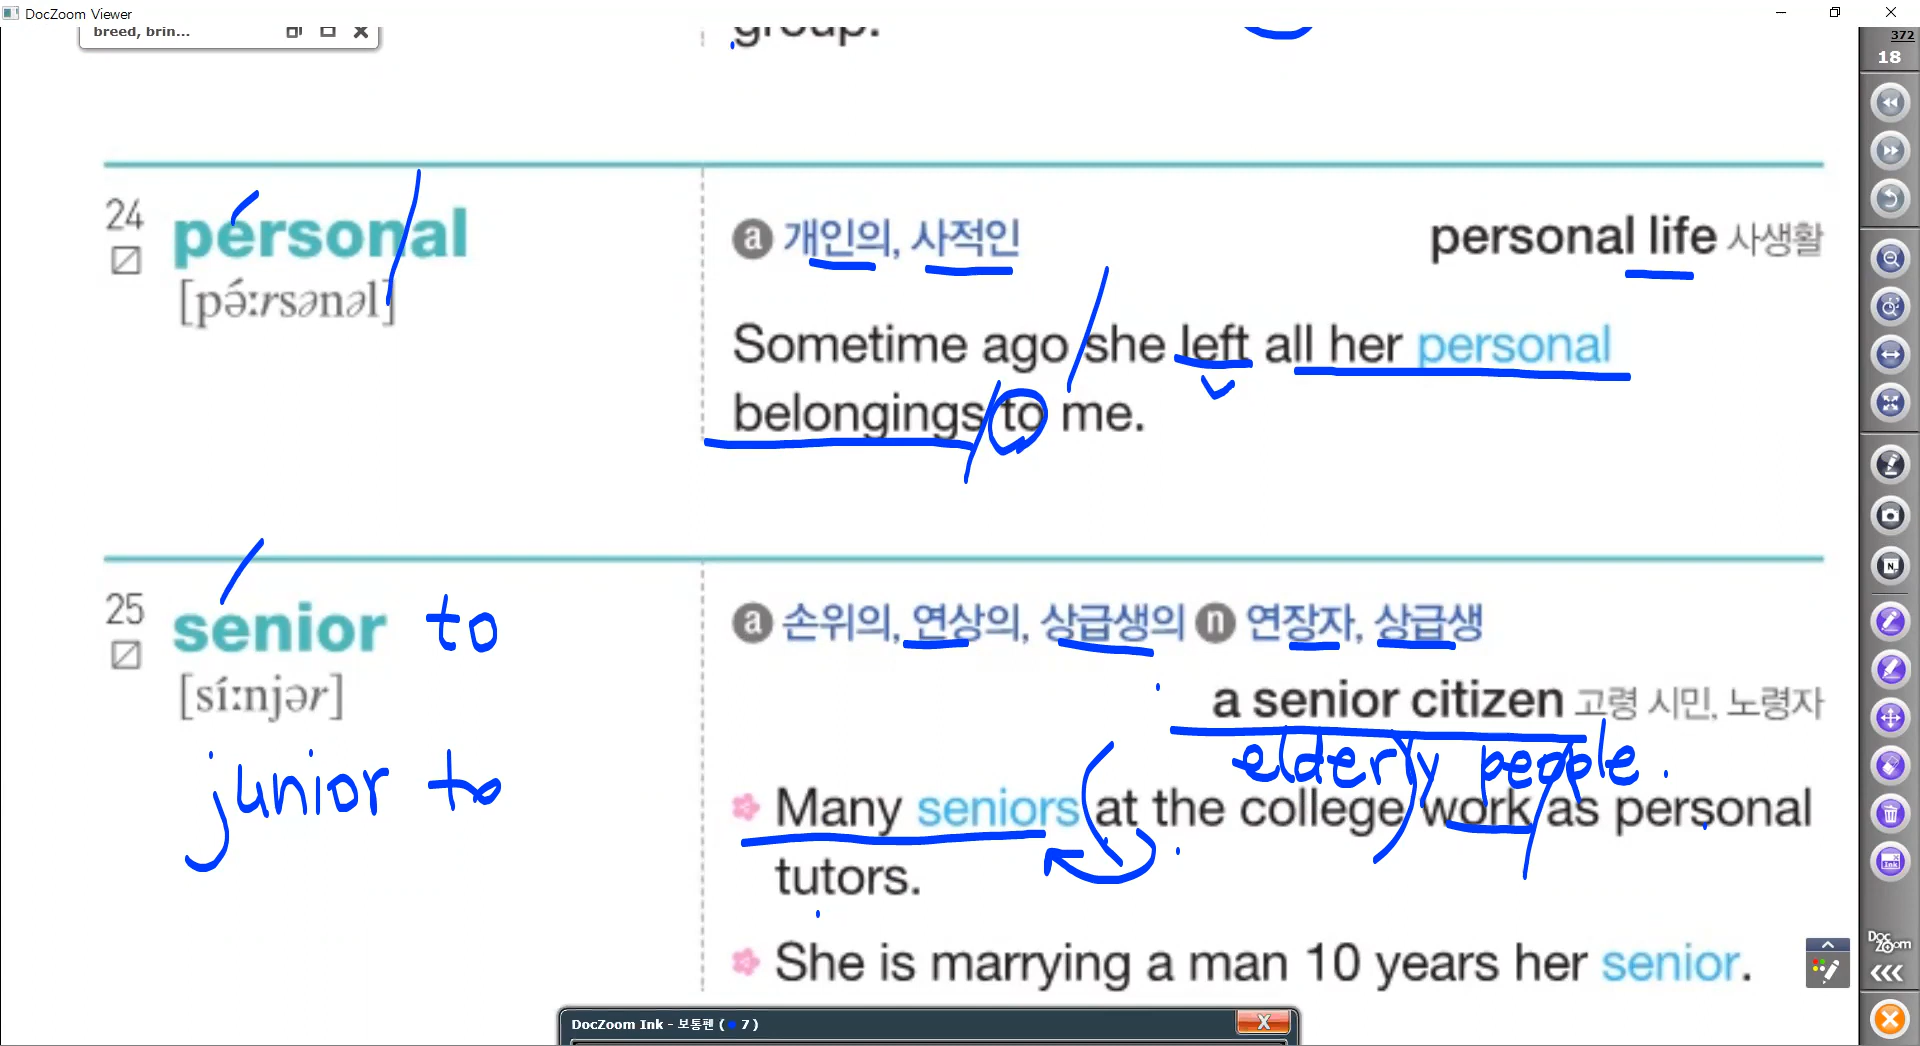 DocZoom Viewer
breed, brin...
group.
372
18
24
personal
[pə́ːrsənəl]
a 개인의, 사적인
personal life 사생활
Sometime ago she left all her personal
belongings to me.
25
senior to
[síːnjər]
junior to
a 손위의, 연상의, 상급생의 n 연장자, 상급생
a senior citizen 고령 시민, 노령자
elderly people.
Many seniors at the college work as personal
tutors.
She is marrying a man 10 years her senior.
DocZoom
DocZoom Ink - 보통펜 ( 7 )